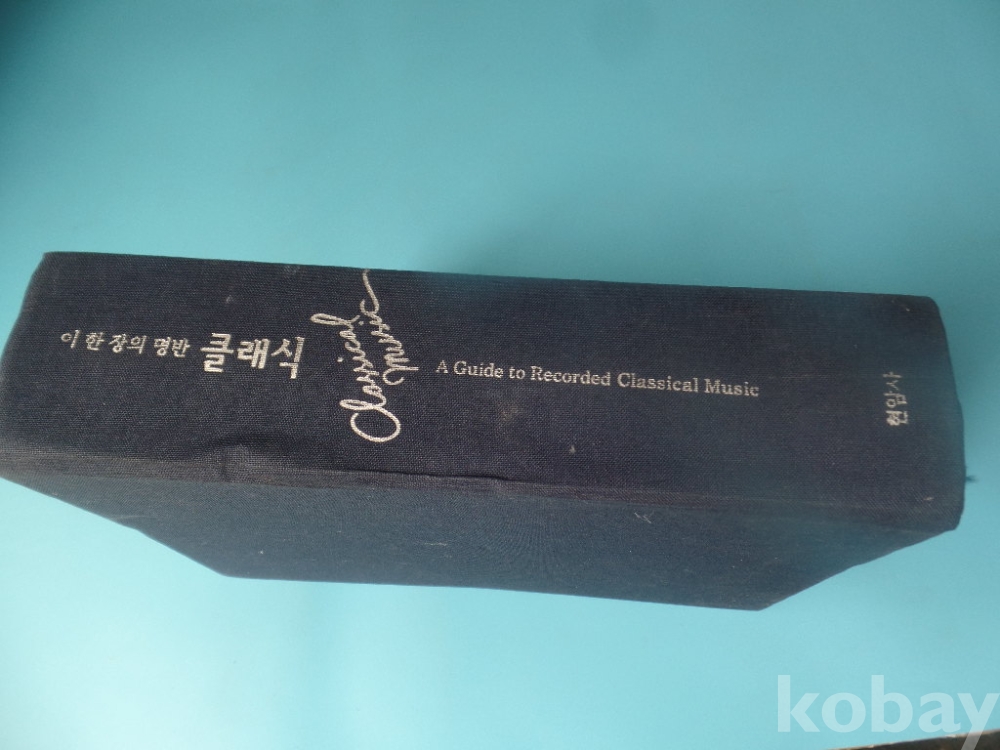 이 한 장의 명반 클래식
Classical
music
A Guide to Recorded Classical Music
현암사
kobay